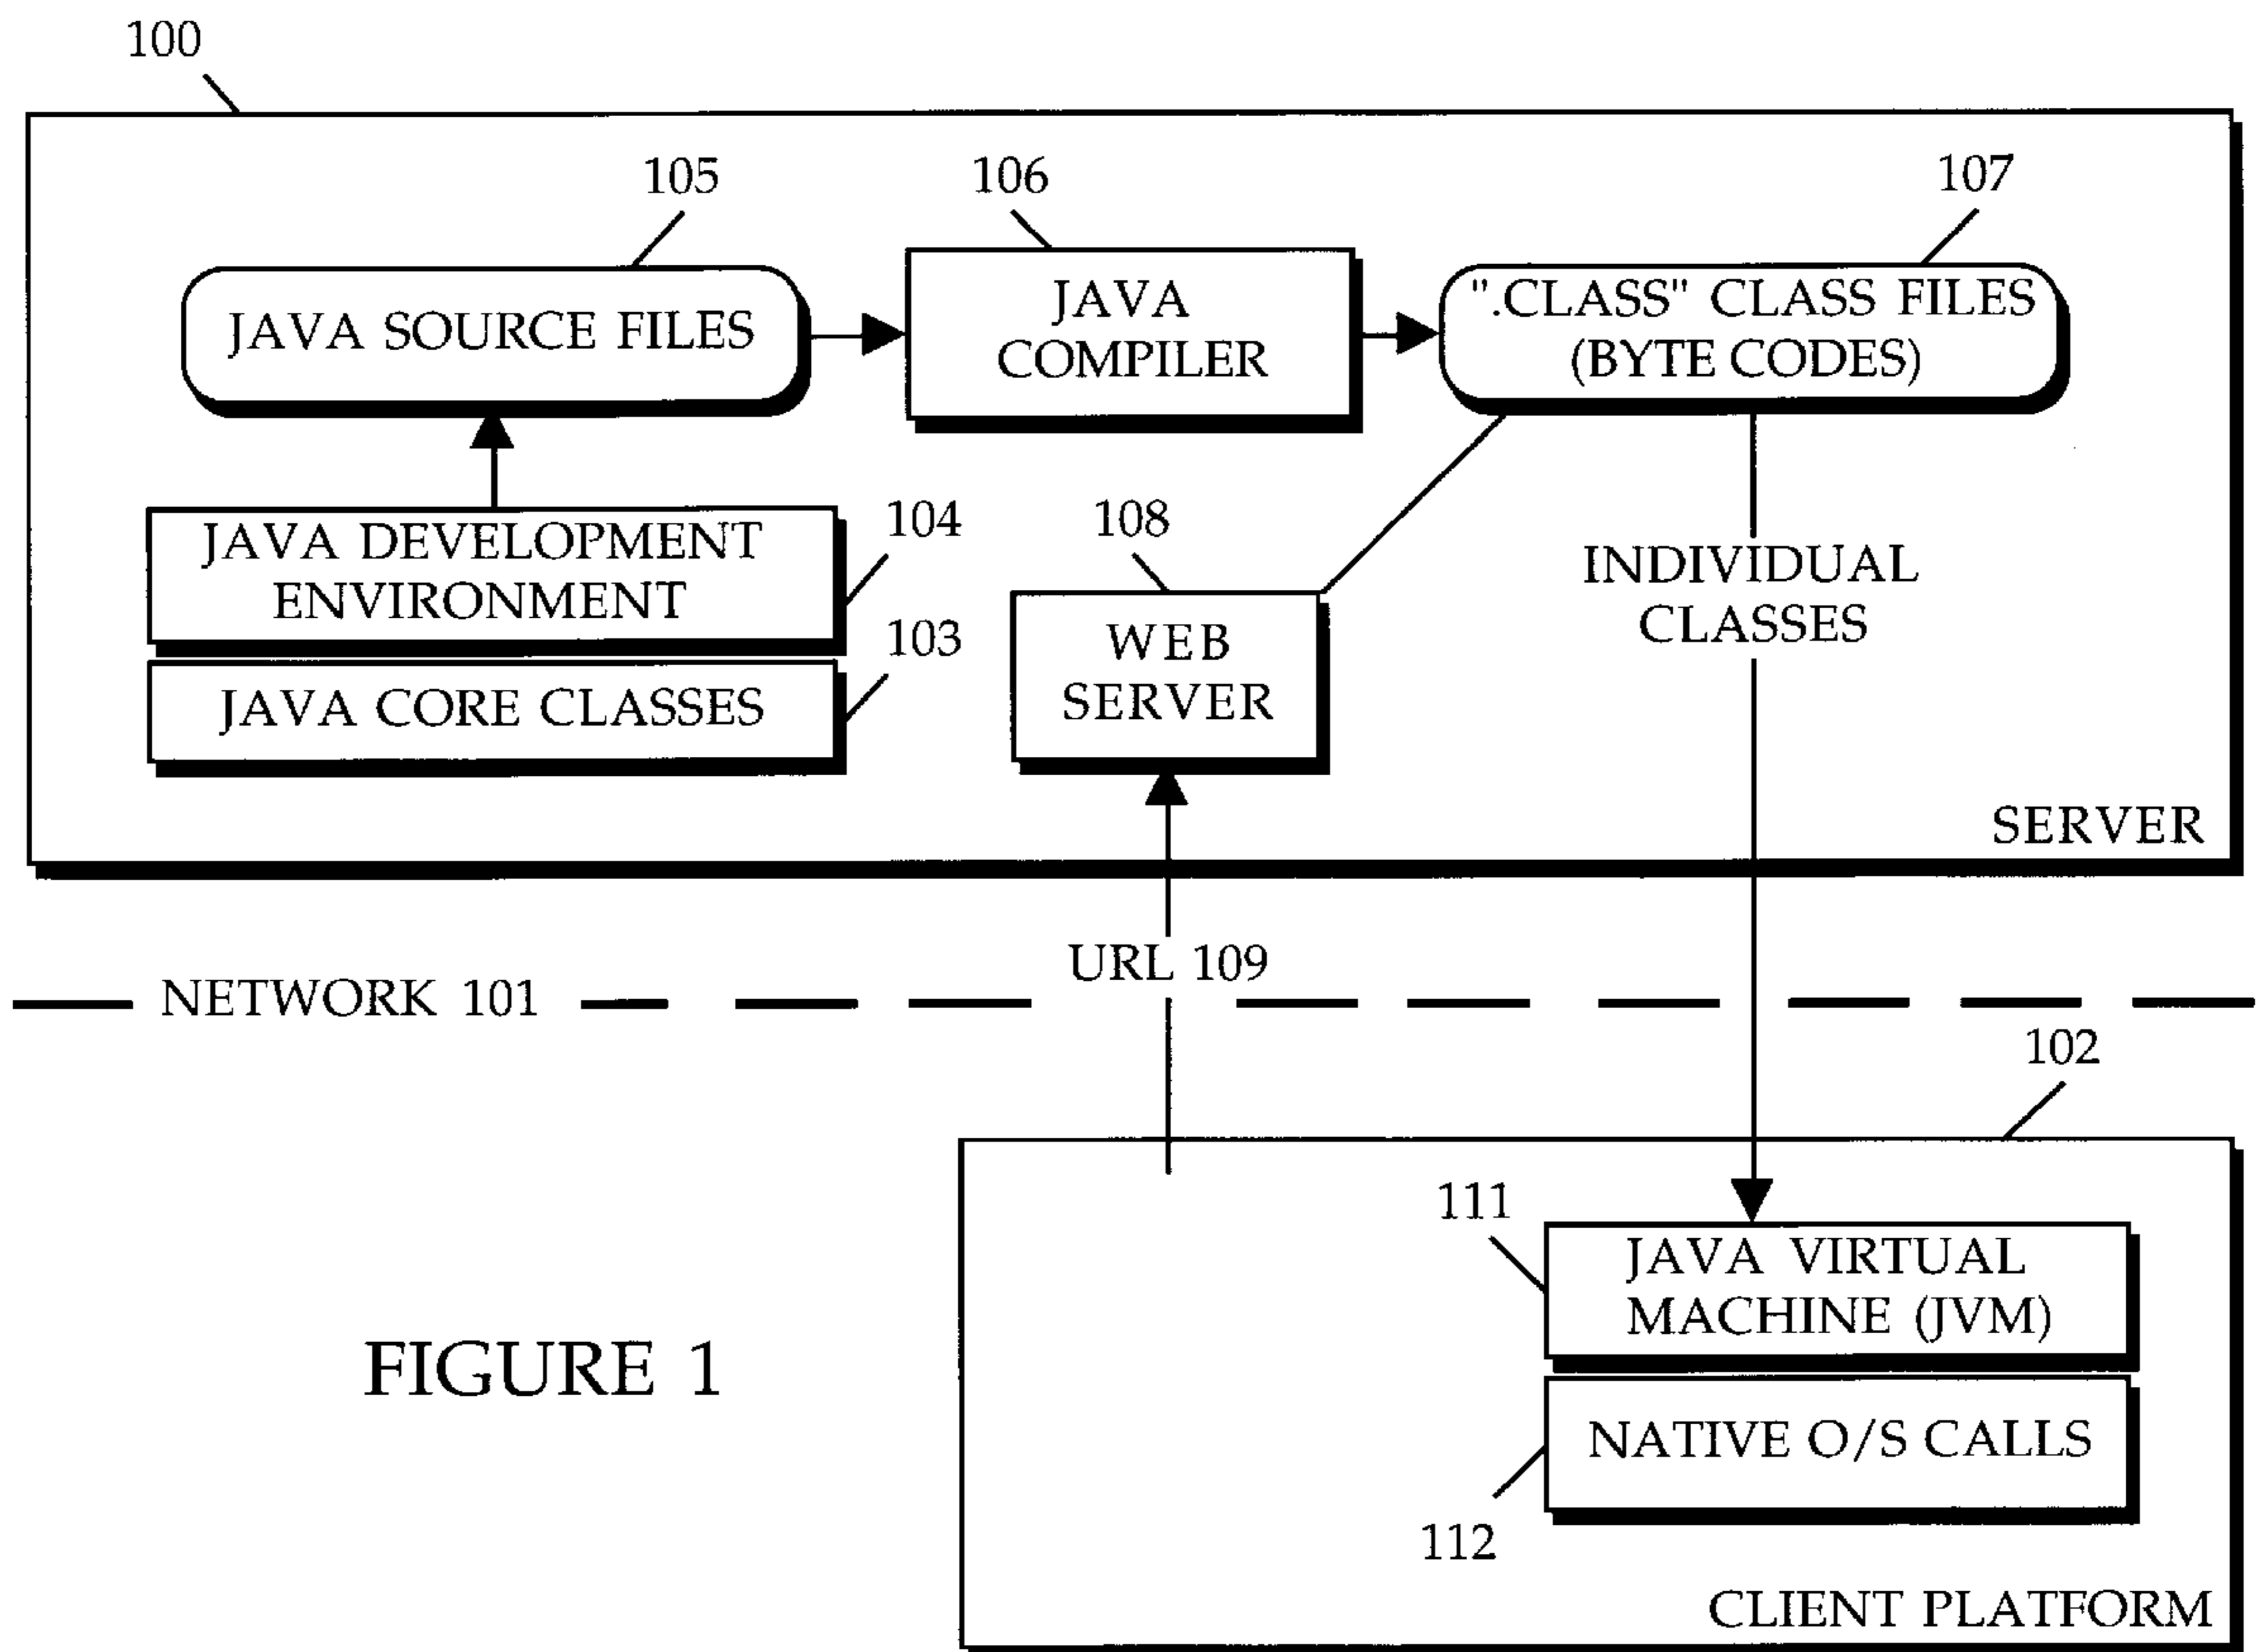 100
105
106
107
JAVA SOURCE FILES
JAVA
COMPILER
".CLASS" CLASS FILES
(BYTE CODES)
JAVA DEVELOPMENT
ENVIRONMENT
104
JAVA CORE CLASSES
103
108
WEB
SERVER
INDIVIDUAL
CLASSES
SERVER
URL 109
NETWORK 101
102
111
JAVA VIRTUAL
MACHINE (JVM)
NATIVE O/S CALLS
112
CLIENT PLATFORM
FIGURE 1